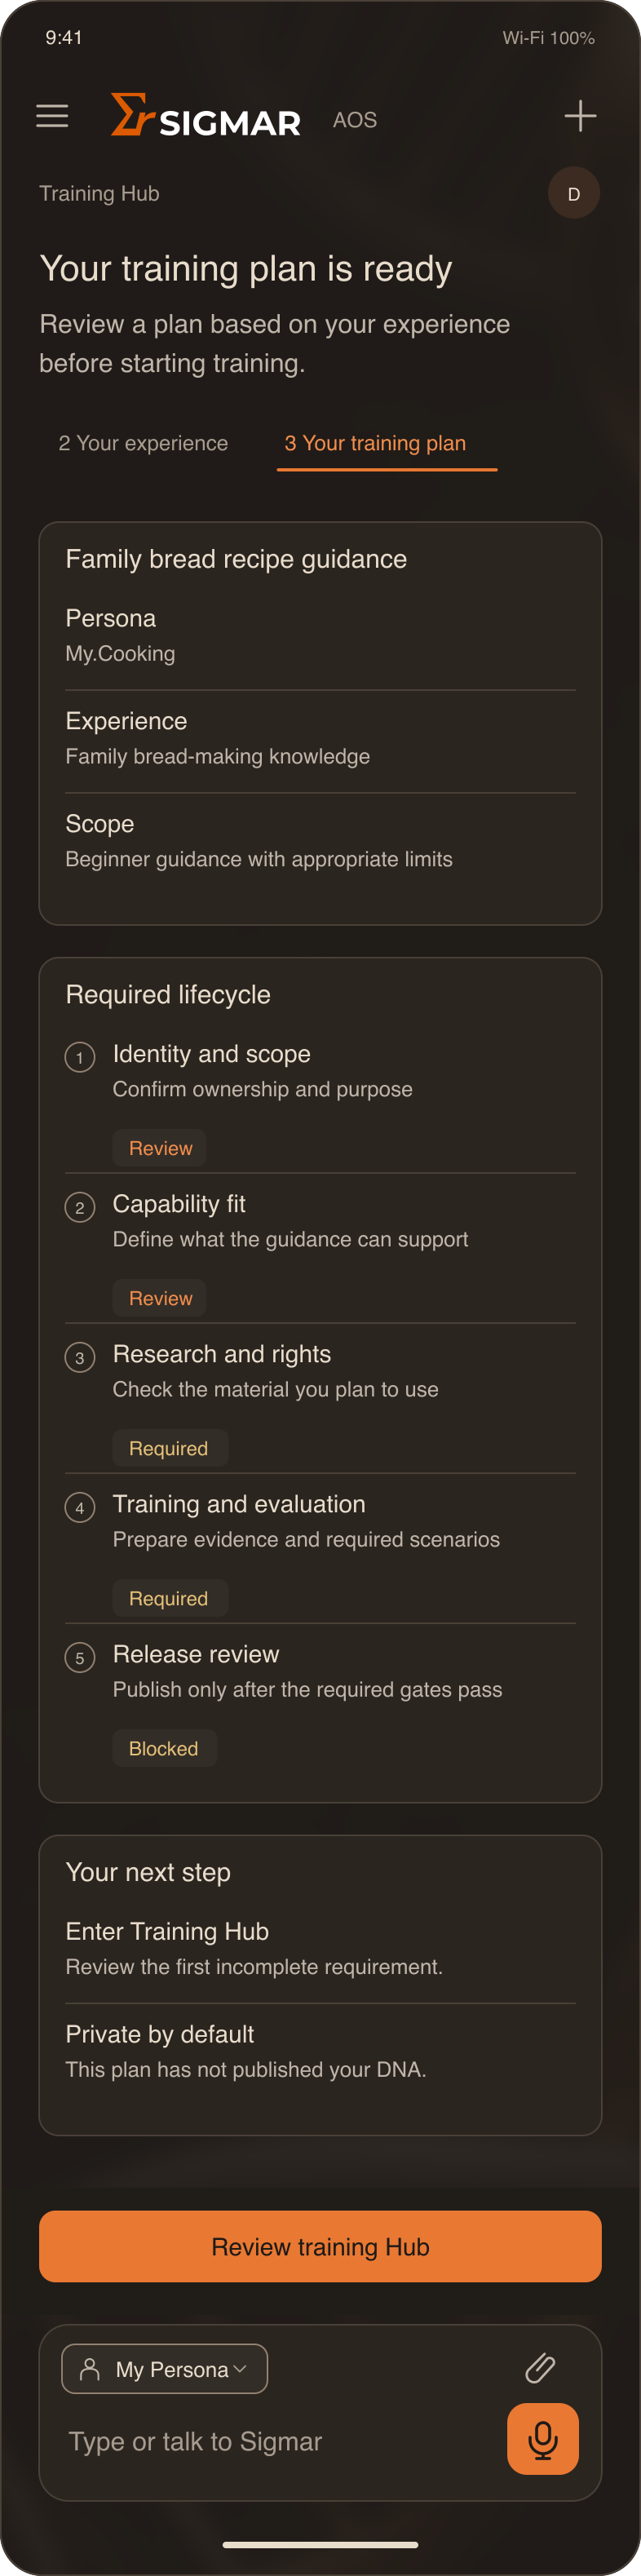 9:41
Wi-Fi 100%
Σr SIGMAR AOS
Training Hub
D
Your training plan is ready
Review a plan based on your experience
before starting training.
2 Your experience
3 Your training plan
Family bread recipe guidance
Persona
My.Cooking
Experience
Family bread-making knowledge
Scope
Beginner guidance with appropriate limits
Required lifecycle
1 Identity and scope
Confirm ownership and purpose
Review
2 Capability fit
Define what the guidance can support
Review
3 Research and rights
Check the material you plan to use
Required
4 Training and evaluation
Prepare evidence and required scenarios
Required
5 Release review
Publish only after the required gates pass
Blocked
Your next step
Enter Training Hub
Review the first incomplete requirement.
Private by default
This plan has not published your DNA.
Review training Hub
My Persona
Type or talk to Sigmar